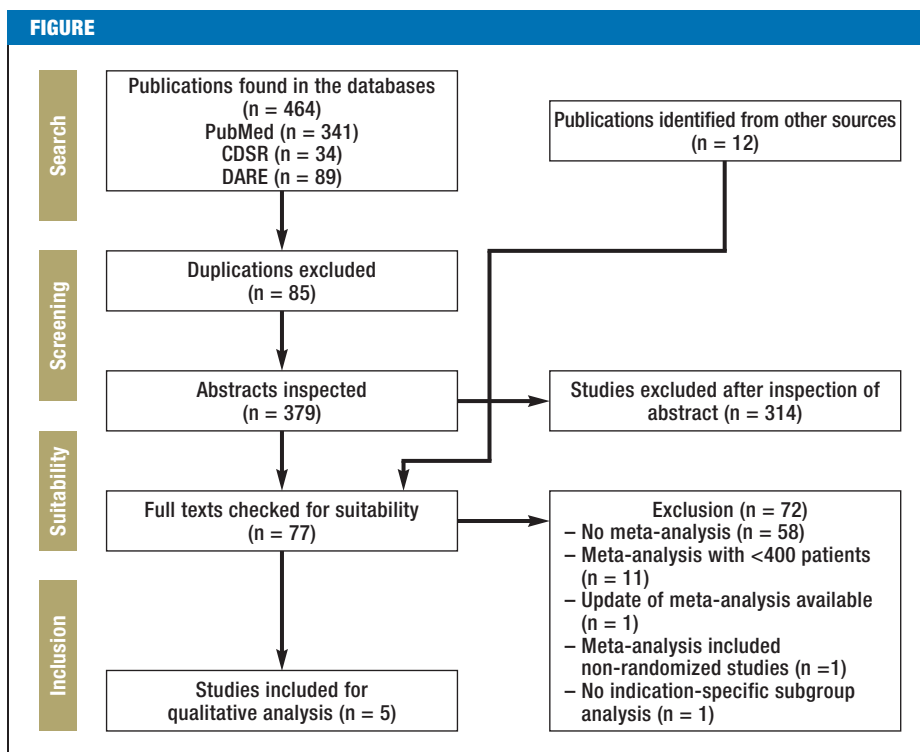 FIGURE
Search
Publications found in the databases
(n = 464)
PubMed (n = 341)
CDSR (n = 34)
DARE (n = 89)
Publications identified from other sources
(n = 12)
Screening
Duplications excluded
(n = 85)
Abstracts inspected
(n = 379)
Studies excluded after inspection of
abstract (n = 314)
Suitability
Full texts checked for suitability
(n = 77)
Exclusion (n = 72)
– No meta-analysis (n = 58)
– Meta-analysis with <400 patients
(n = 11)
– Update of meta-analysis available
(n = 1)
– Meta-analysis included
non-randomized studies (n =1)
– No indication-specific subgroup
analysis (n = 1)
Inclusion
Studies included for
qualitative analysis (n = 5)